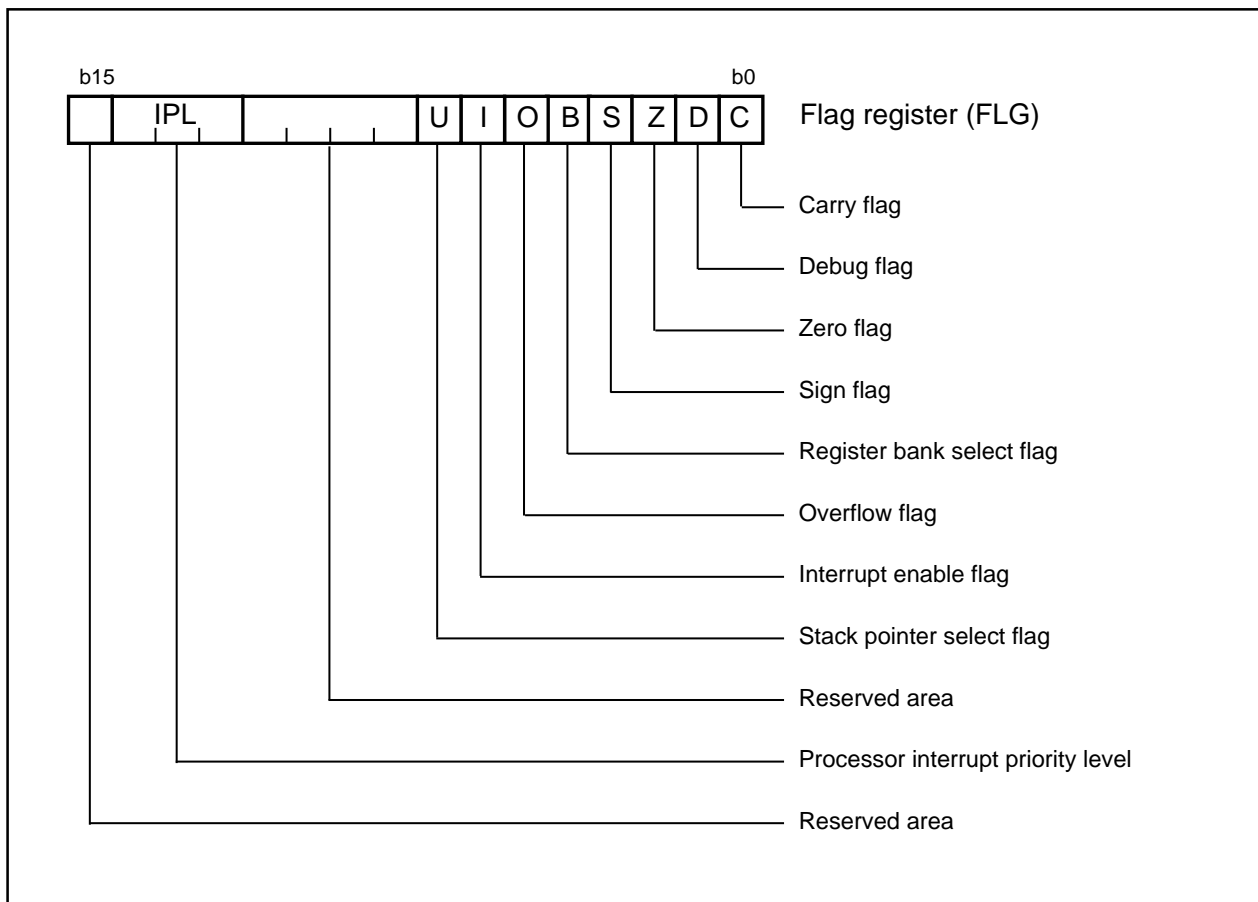 b15 b0
IPL U I O B S Z D C Flag register (FLG)
Carry flag
Debug flag
Zero flag
Sign flag
Register bank select flag
Overflow flag
Interrupt enable flag
Stack pointer select flag
Reserved area
Processor interrupt priority level
Reserved area